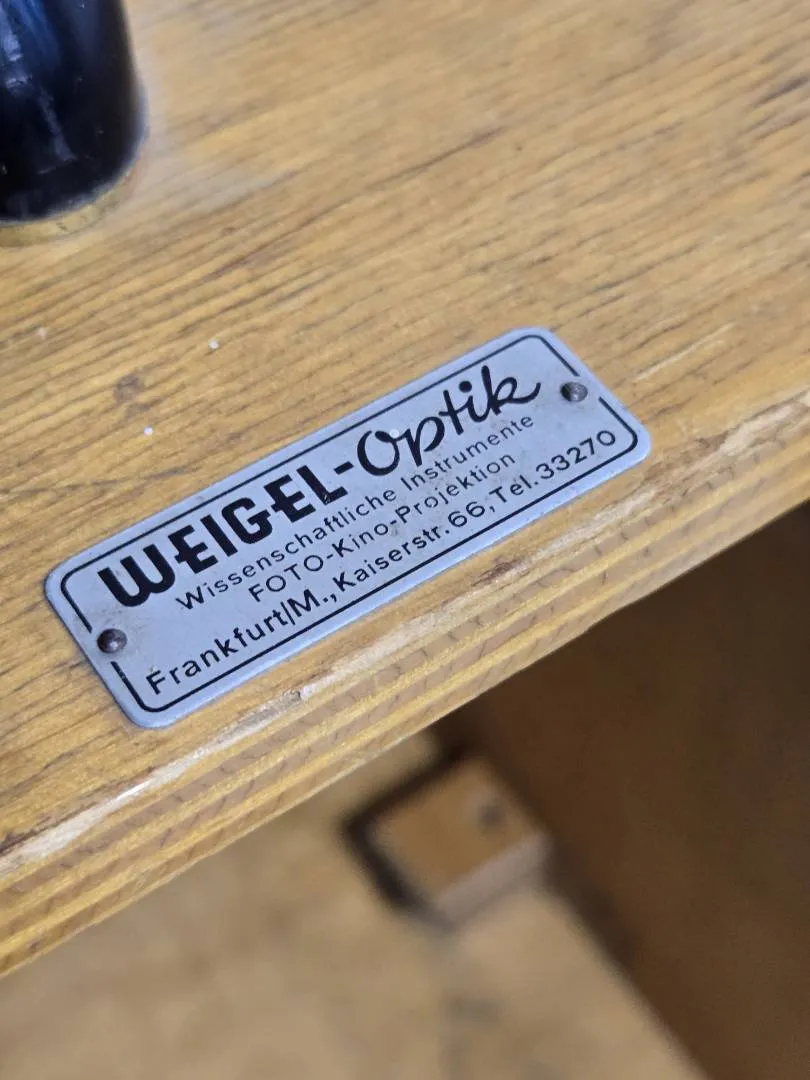 WEIGEL-Optik
Wissenschaftliche Instrumente
FOTO-Kino-Projektion
Frankfurt/M., Kaiserstr. 66, Tel. 33270